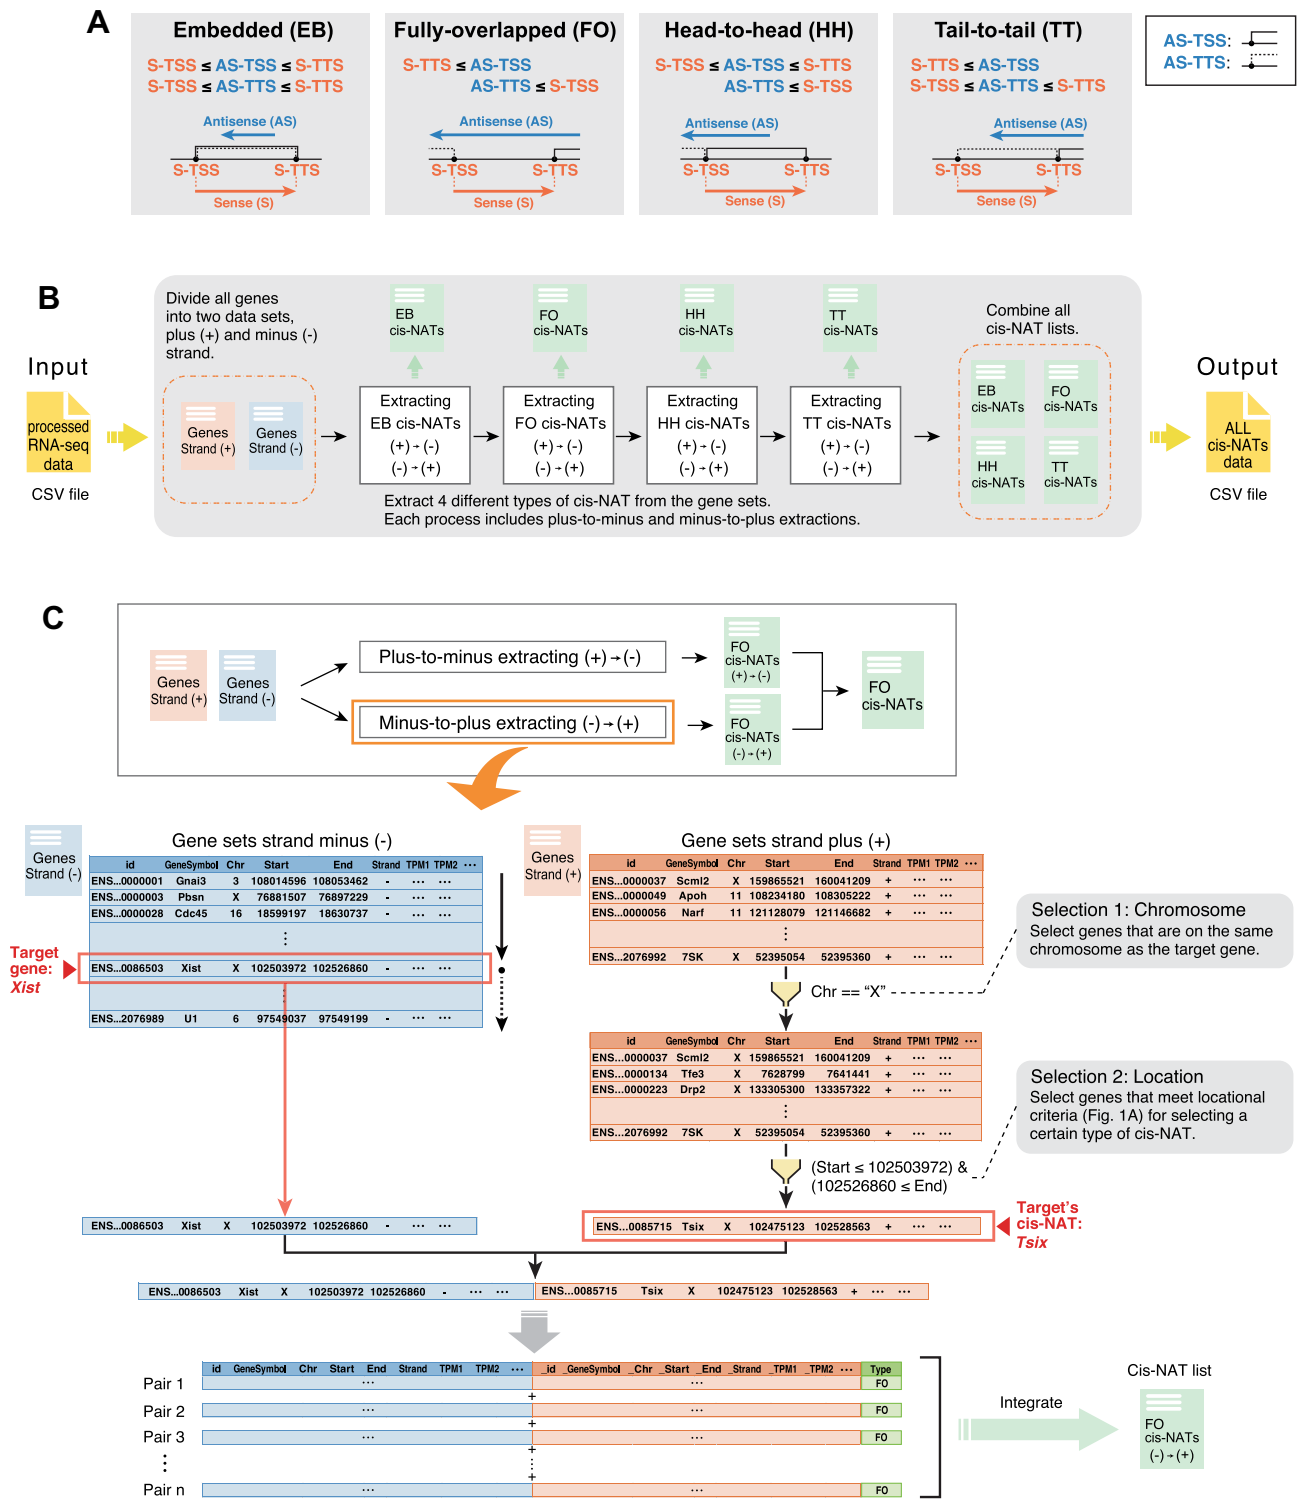 A
Embedded (EB)
S-TSS ≤ AS-TSS ≤ S-TTS
S-TSS ≤ AS-TTS ≤ S-TTS
Antisense (AS)
S-TSS S-TTS
Sense (S)
Fully-overlapped (FO)
S-TTS ≤ AS-TSS
AS-TTS ≤ S-TSS
Antisense (AS)
S-TSS S-TTS
Sense (S)
Head-to-head (HH)
S-TSS ≤ AS-TSS ≤ S-TTS
AS-TTS ≤ S-TSS
Antisense (AS)
S-TSS S-TTS
Sense (S)
Tail-to-tail (TT)
S-TTS ≤ AS-TSS
S-TSS ≤ AS-TTS ≤ S-TTS
Antisense (AS)
S-TSS S-TTS
Sense (S)
AS-TSS:
AS-TTS:
B
Input
processed
RNA-seq
data
CSV file
Divide all genes
into two data sets,
plus (+) and minus (-)
strand.
Genes
Strand (+)
Genes
Strand (-)
EB
cis-NATs
FO
cis-NATs
HH
cis-NATs
TT
cis-NATs
Extracting
EB cis-NATs
(+)→(-)
(-)→(+)
Extracting
FO cis-NATs
(+)→(-)
(-)→(+)
Extracting
HH cis-NATs
(+)→(-)
(-)→(+)
Extracting
TT cis-NATs
(+)→(-)
(-)→(+)
Extract 4 different types of cis-NAT from the gene sets.
Each process includes plus-to-minus and minus-to-plus extractions.
Combine all
cis-NAT lists.
EB
cis-NATs
FO
cis-NATs
HH
cis-NATs
TT
cis-NATs
Output
ALL
cis-NATs
data
CSV file
C
Genes
Strand (+)
Genes
Strand (-)
Plus-to-minus extracting (+)→(-)
Minus-to-plus extracting (-)→(+)
FO
cis-NATs
(+)→(-)
FO
cis-NATs
(-)→(+)
FO
cis-NATs
Genes
Strand (-)
Gene sets strand minus (-)
id GeneSymbol Chr Start End Strand TPM1 TPM2 ···
ENS...0000001 Gnai3 3 108014596 108053462 - ··· ···
ENS...0000003 Pbsn X 76881507 76897229 - ··· ···
ENS...0000028 Cdc45 16 18599197 18630737 - ··· ···
⋮
Target
gene:
Xist
ENS...0086503 Xist X 102503972 102526860 - ··· ···
⋮
ENS...2076989 U1 6 97549037 97549199 - ··· ···
Genes
Strand (+)
Gene sets strand plus (+)
id GeneSymbol Chr Start End Strand TPM1 TPM2 ···
ENS...0000037 Scml2 X 159865521 160041209 + ··· ···
ENS...0000049 Apoh 11 108234180 108305222 + ··· ···
ENS...0000056 Narf 11 121128079 121146682 + ··· ···
⋮
ENS...2076992 7SK X 52395054 52395360 + ··· ···
Chr == “X”
Selection 1: Chromosome
Select genes that are on the same
chromosome as the target gene.
id GeneSymbol Chr Start End Strand TPM1 TPM2 ···
ENS...0000037 Scml2 X 159865521 160041209 + ··· ···
ENS...0000134 Tfe3 X 7628799 7641441 + ··· ···
ENS...0000223 Drp2 X 133305300 133357322 + ··· ···
⋮
ENS...2076992 7SK X 52395054 52395360 + ··· ···
(Start ≤ 102503972) &
(102526860 ≤ End)
Selection 2: Location
Select genes that meet locational
criteria (Fig. 1A) for selecting a
certain type of cis-NAT.
ENS...0086503 Xist X 102503972 102526860 - ··· ···
ENS...0085715 Tsix X 102475123 102528563 + ··· ···
Target's
cis-NAT:
Tsix
ENS...0086503 Xist X 102503972 102526860 - ··· ··· ENS...0085715 Tsix X 102475123 102528563 + ··· ···
id GeneSymbol Chr Start End Strand TPM1 TPM2 ··· _id _GeneSymbol _Chr _Start _End _Strand _TPM1 _TPM2 ··· Type
Pair 1 ··· ··· FO
+
Pair 2 ··· ··· FO
+
Pair 3 ··· ··· FO
+
⋮ ⋮
+
Pair n ··· ··· FO
Integrate
Cis-NAT list
FO
cis-NATs
(-)→(+)